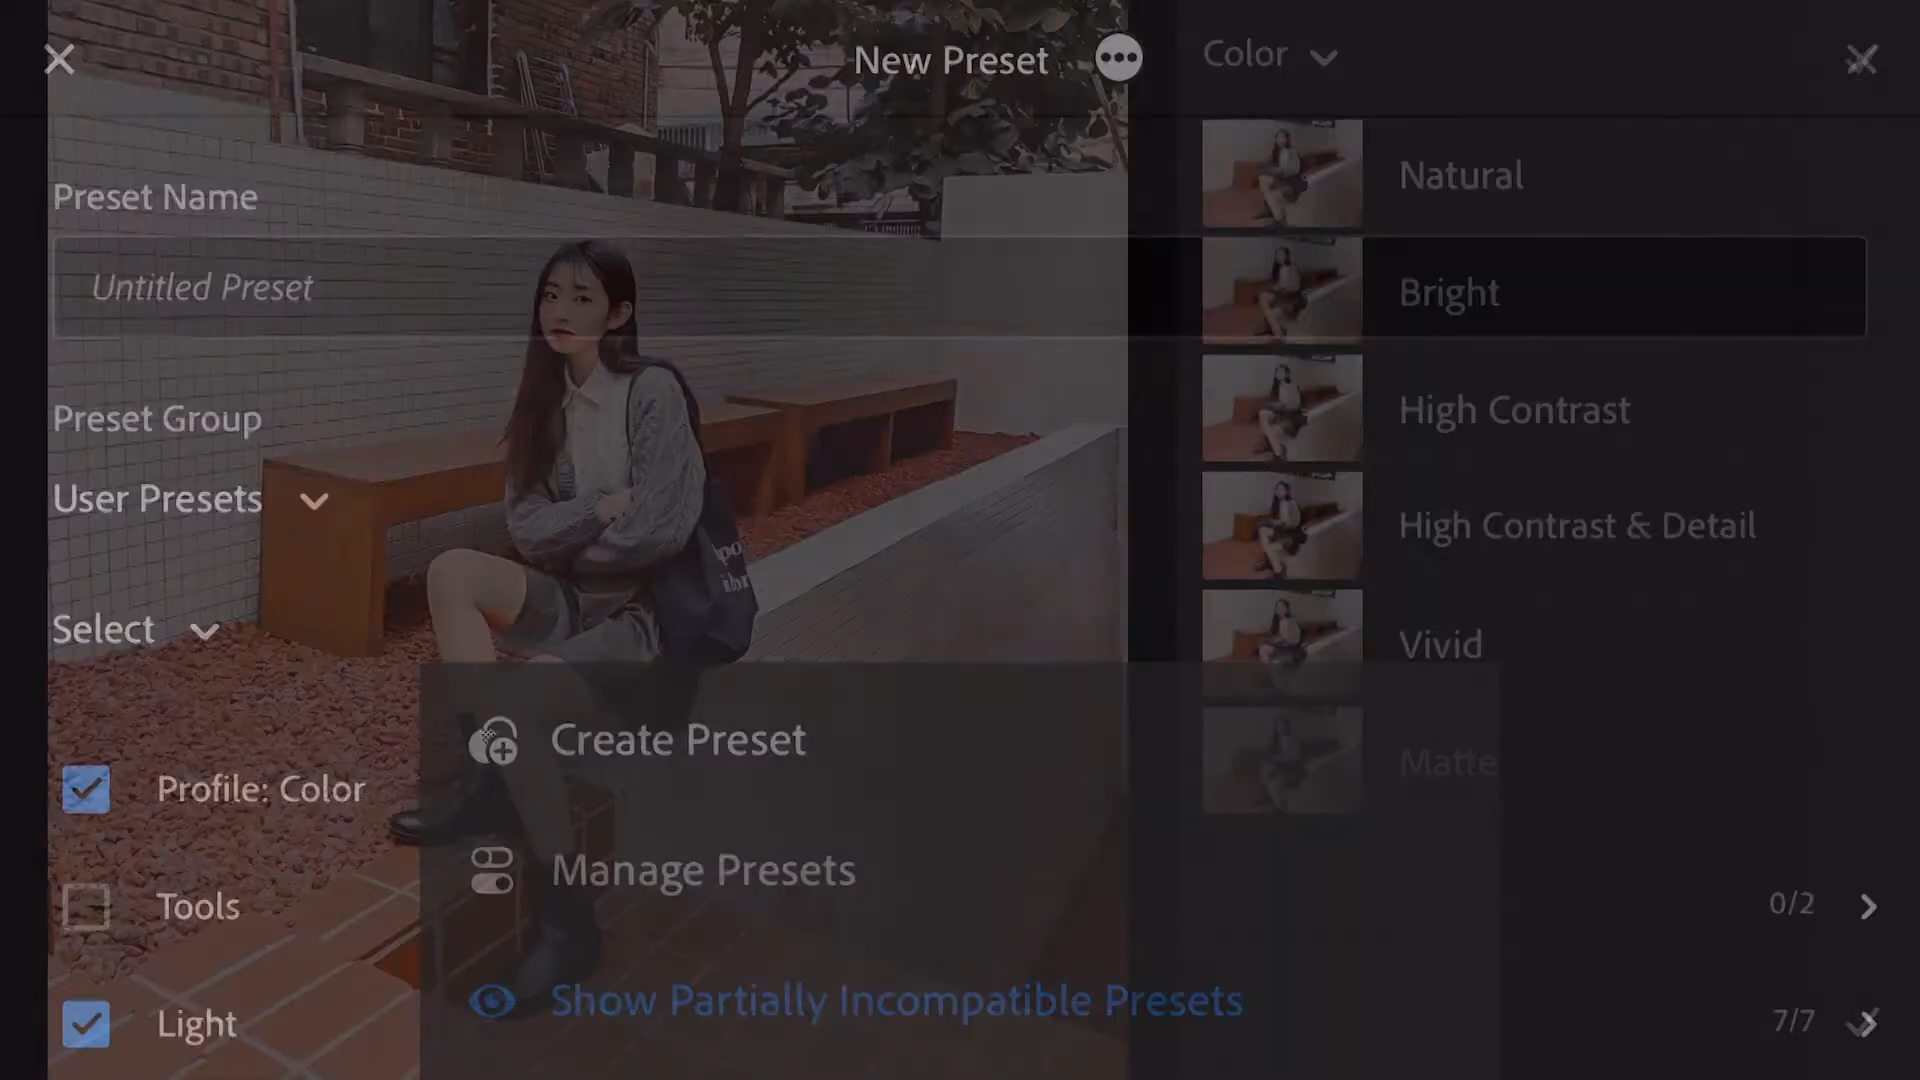 New Preset
Color
Preset Name
Natural
Untitled Preset
Bright
Preset Group
High Contrast
User Presets
High Contrast & Detail
Select
Vivid
Create Preset
Matte
Profile: Color
Manage Presets
Tools
0/2
Show Partially Incompatible Presets
Light
7/7